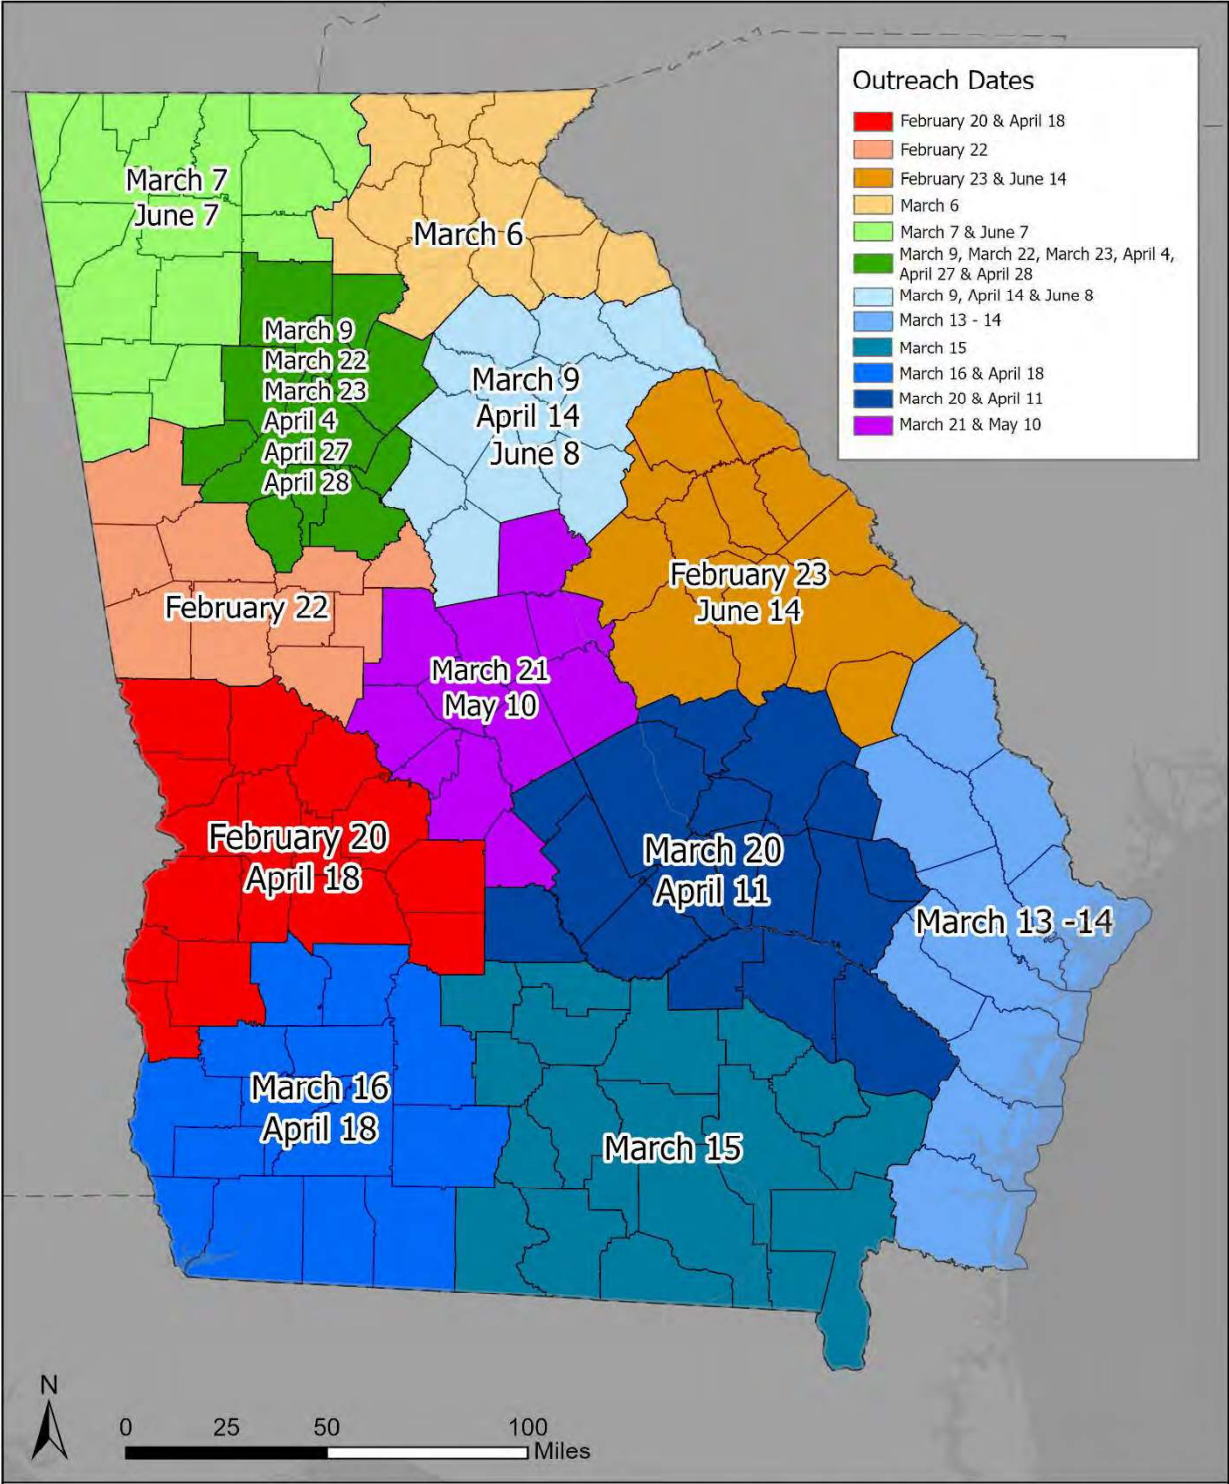 Outreach Dates
February 20 & April 18
February 22
February 23 & June 14
March 6
March 7 & June 7
March 9, March 22, March 23, April 4,
April 27 & April 28
March 9, April 14 & June 8
March 13 - 14
March 15
March 16 & April 18
March 20 & April 11
March 21 & May 10
March 7
June 7
March 6
March 9
March 22
March 23
April 4
April 27
April 28
March 9
April 14
June 8
February 23
June 14
February 22
March 21
May 10
February 20
April 18
March 20
April 11
March 13 -14
March 16
April 18
March 15
N
0 25 50 100
Miles